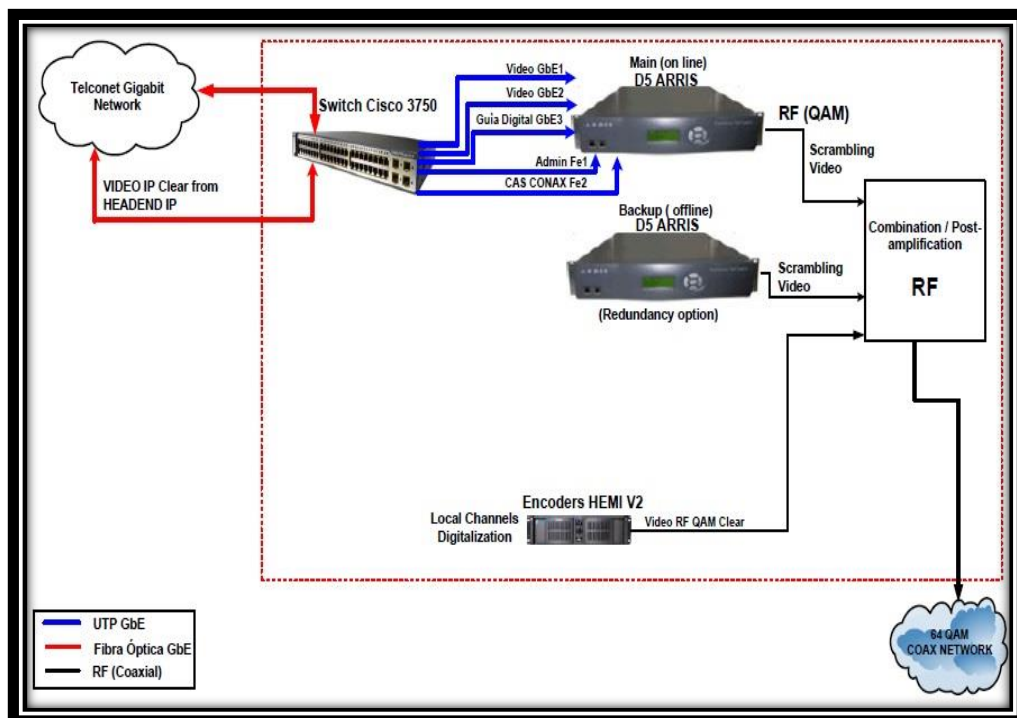 Telconet Gigabit
Network
Switch Cisco 3750
VIDEO IP Clear from
HEADEND IP
Video GbE1
Video GbE2
Guia Digital GbE3
Admin Fe1
CAS CONAX Fe2
Main (on line)
D5 ARRIS
RF (QAM)
Scrambling
Video
Backup ( offline)
D5 ARRIS
(Redundancy option)
Scrambling
Video
Combination / Post-
amplification
RF
Encoders HEMI V2
Local Channels
Digitalization
Video RF QAM Clear
UTP GbE
Fibra Óptica GbE
RF (Coaxial)
64 QAM
COAX NETWORK